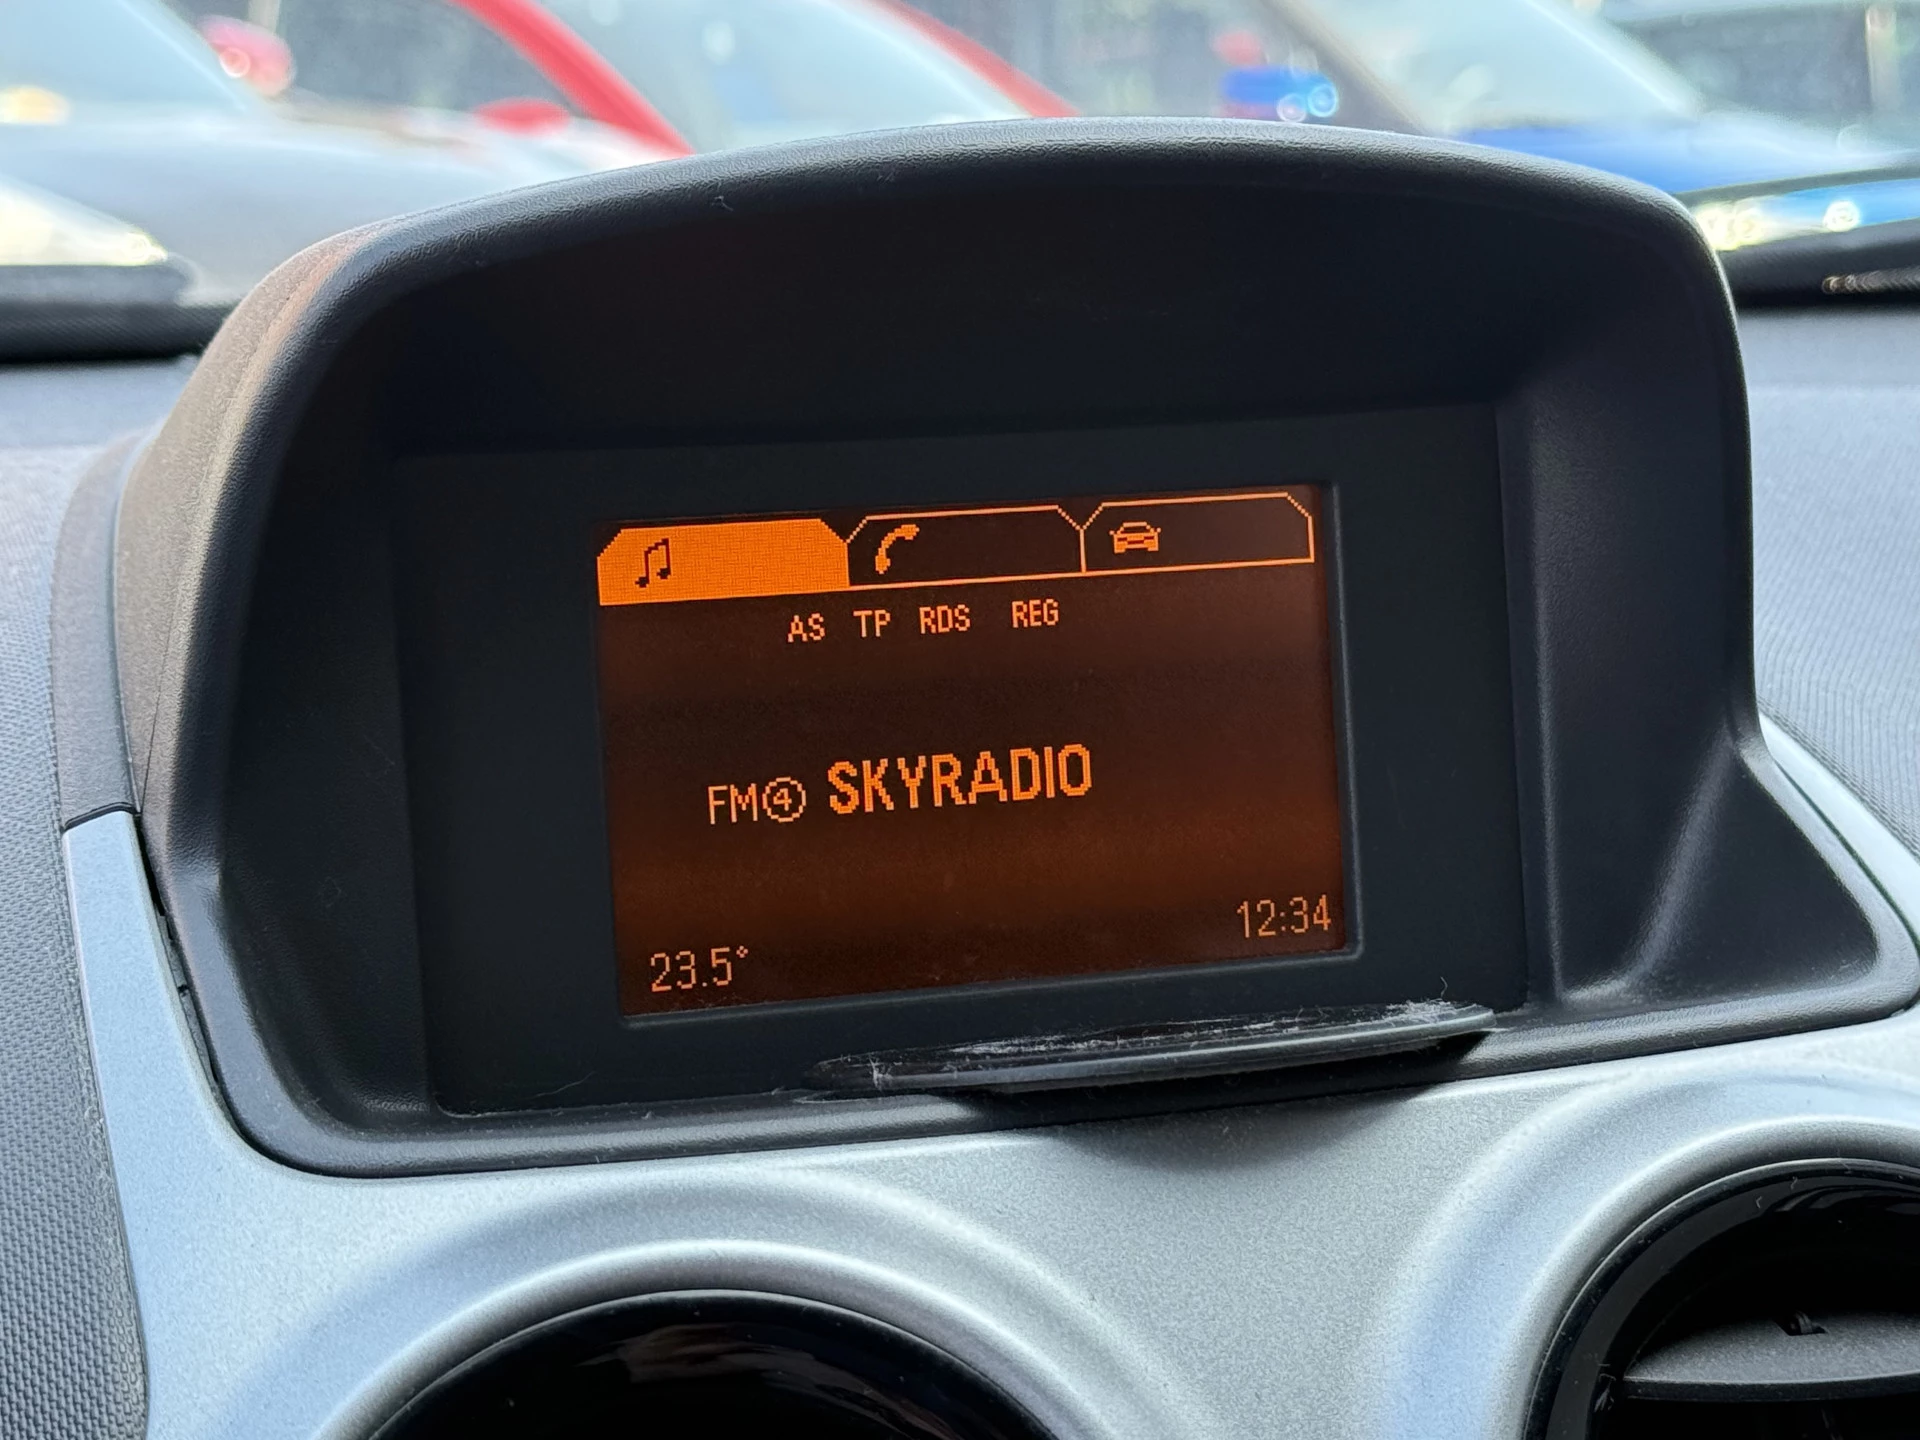 AS TP RDS REG
FM④ SKYRADIO
23.5° 12:34